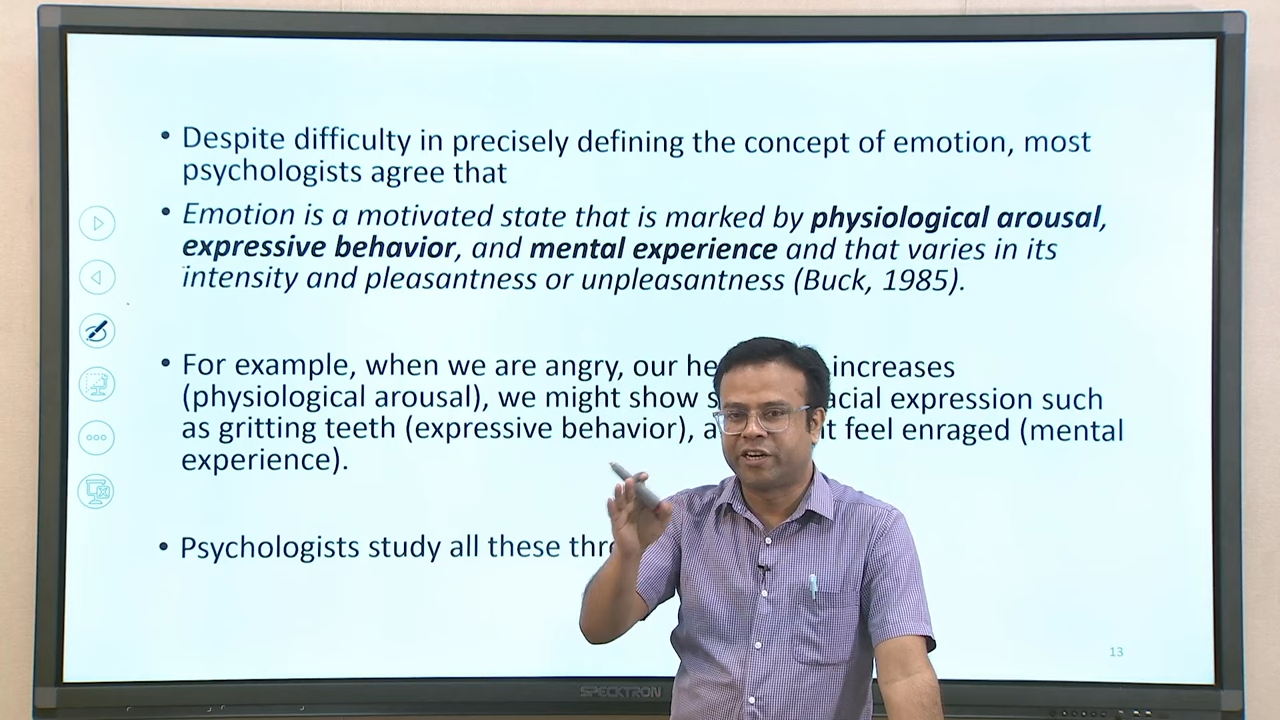 • Despite difficulty in precisely defining the concept of emotion, most
psychologists agree that
• Emotion is a motivated state that is marked by physiological arousal,
expressive behavior, and mental experience and that varies in its
intensity and pleasantness or unpleasantness (Buck, 1985).
• For example, when we are angry, our increases
(physiological arousal), we might show facial expression such
as gritting teeth (expressive behavior), feel enraged (mental
experience).
• Psychologists study all these
13
SPECKTRON